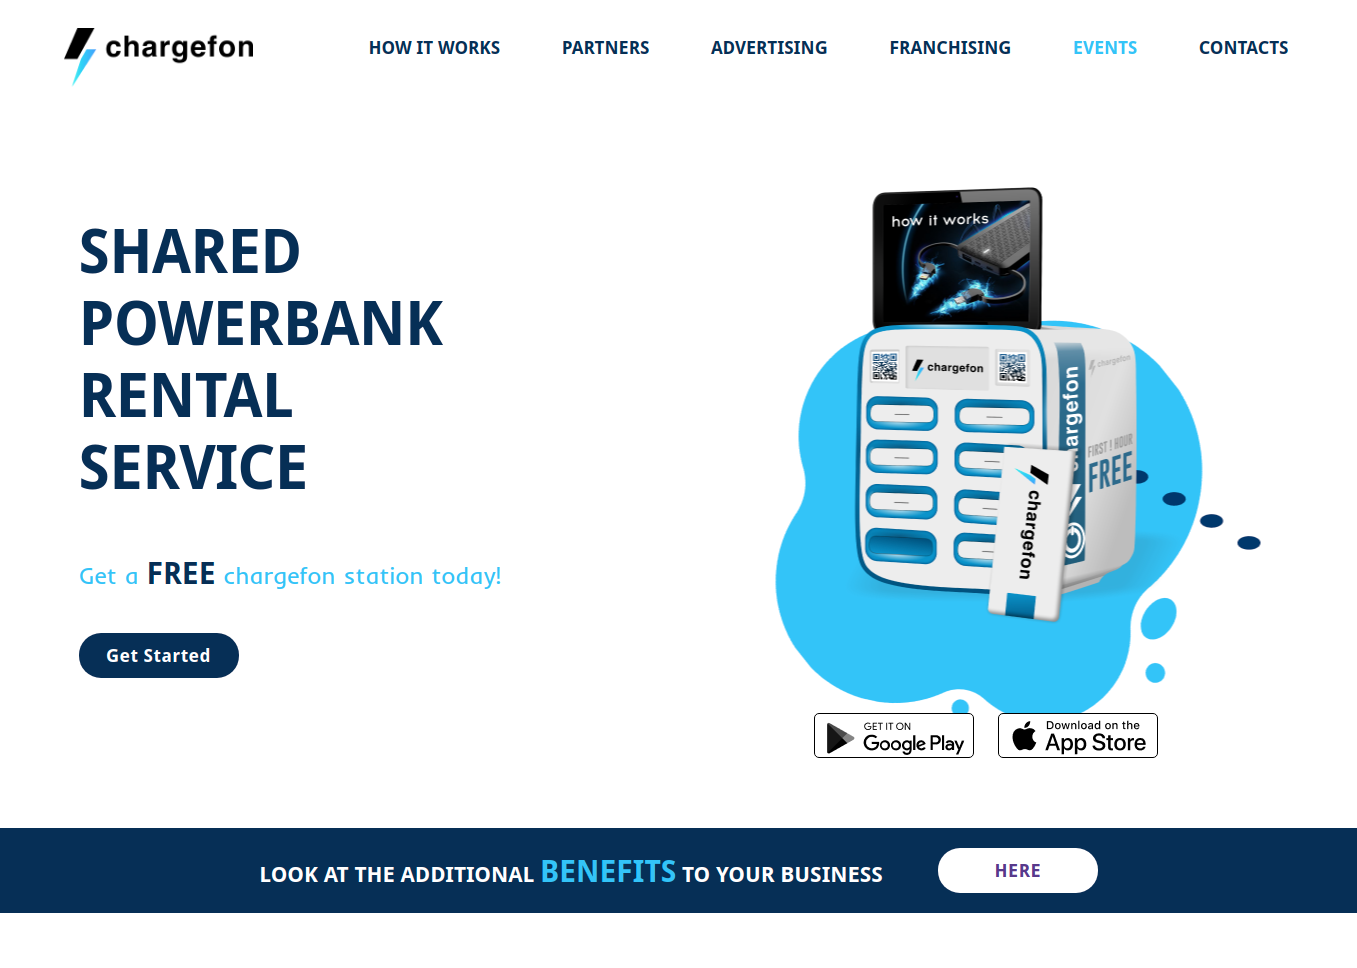 chargefon
HOW IT WORKS
PARTNERS
ADVERTISING
FRANCHISING
EVENTS
CONTACTS
SHARED
POWERBANK
RENTAL
SERVICE
Get a FREE chargefon station today!
Get Started
how it works
chargefon
chargefon
chargefon
FIRST 1 HOUR
FREE
chargefon
GET IT ON
Google Play
Download on the
App Store
LOOK AT THE ADDITIONAL BENEFITS TO YOUR BUSINESS
HERE